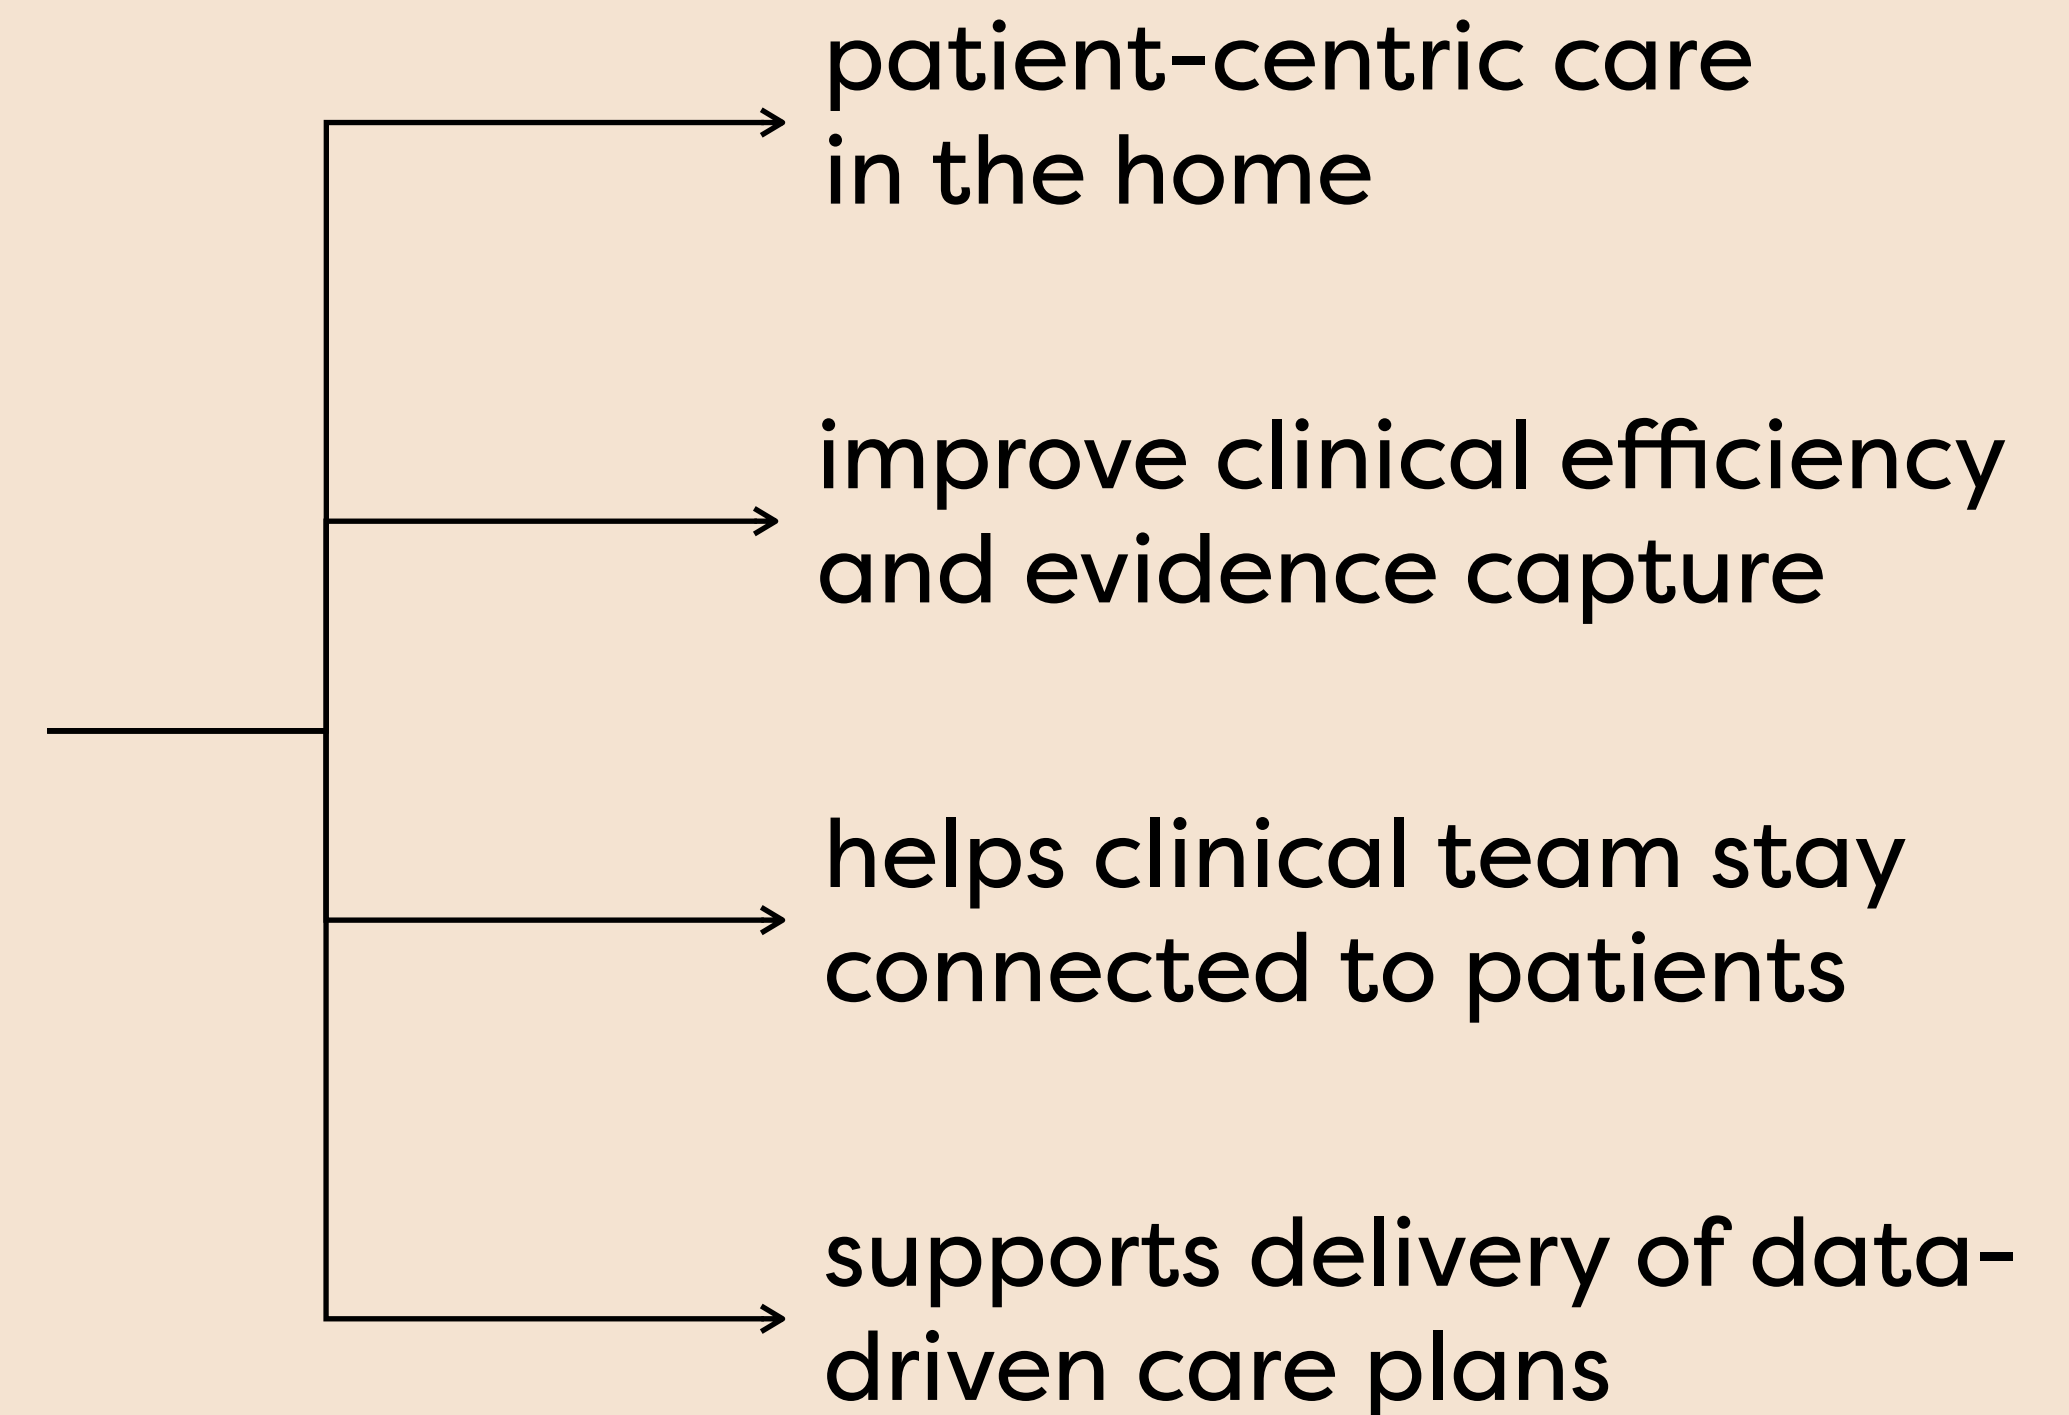 patient-centric care
in the home
improve clinical efficiency
and evidence capture
helps clinical team stay
connected to patients
supports delivery of data-
driven care plans